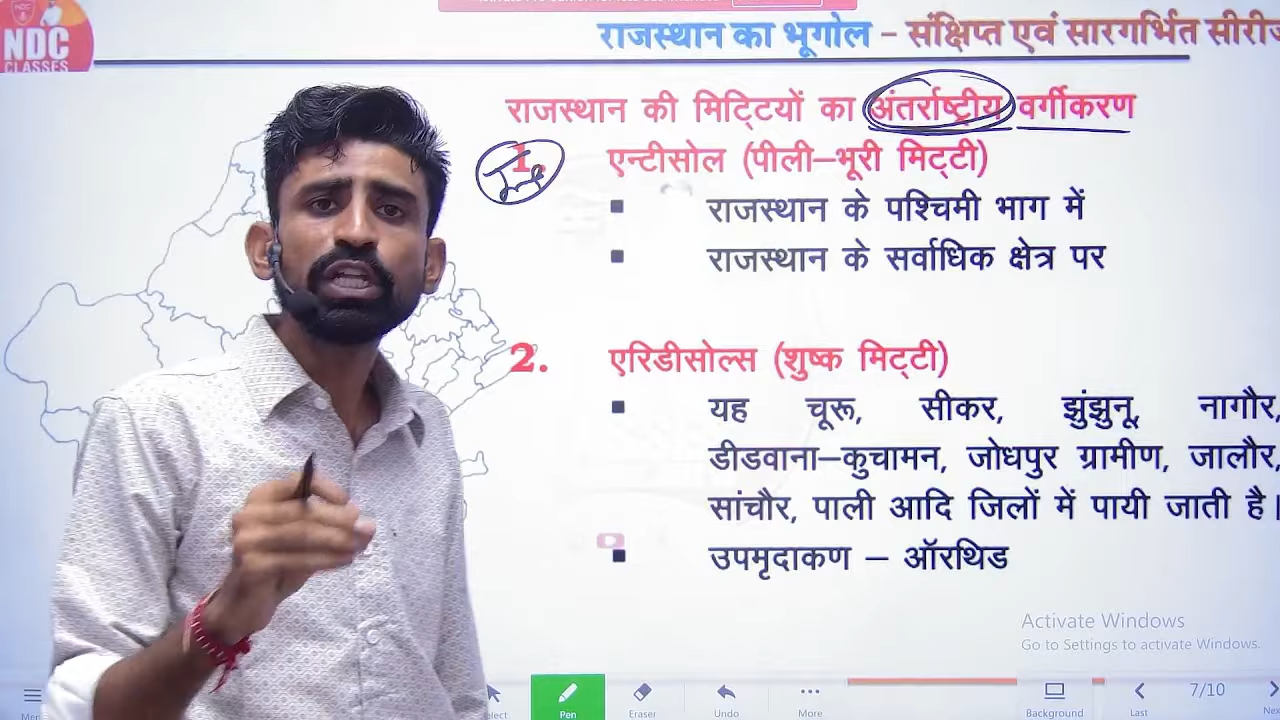 NDC
CLASSES
राजस्थान का भूगोल – संक्षिप्त एवं सारगर्भित सीरीज
राजस्थान की मिट्टियों का अंतर्राष्ट्रीय वर्गीकरण
1. एन्टीसोल (पीली–भूरी मिट्टी)
▪ राजस्थान के पश्चिमी भाग में
▪ राजस्थान के सर्वाधिक क्षेत्र पर
2. एरिडीसोल्स (शुष्क मिट्टी)
▪ यह चूरू, सीकर, झुंझुनू, नागौर,
डीडवाना–कुचामन, जोधपुर ग्रामीण, जालौर,
सांचौर, पाली आदि जिलों में पायी जाती है।
▪ उपमृदाकण – ऑरथिड
Activate Windows
Go to Settings to activate Windows.
Pen Eraser Undo More Background Last 7/10